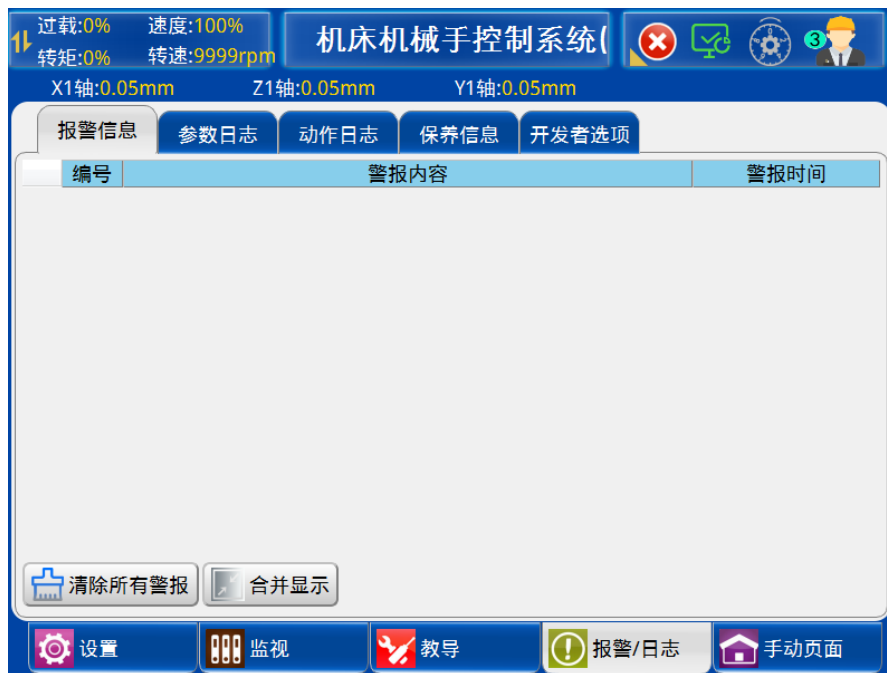 过载:0% 速度:100% 机床机械手控制系统(
转矩:0% 转速:9999rpm
3
X1轴:0.05mm Z1轴:0.05mm Y1轴:0.05mm
报警信息 参数日志 动作日志 保养信息 开发者选项
编号 警报内容 警报时间
清除所有警报 合并显示
设置 监视 教导 报警/日志 手动页面